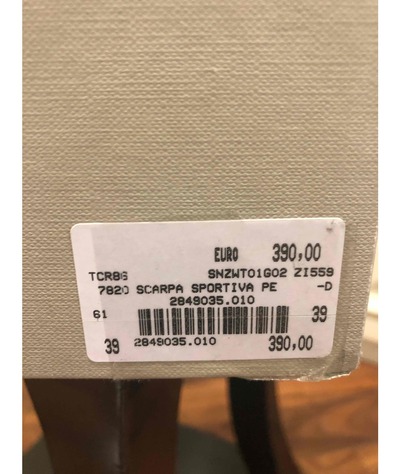 EURO 390,00
TCR86 SNZWT01G02 ZI559
7820 SCARPA SPORTIVA PE -D
2849035.010
61 39
39 2849035.010 390,00